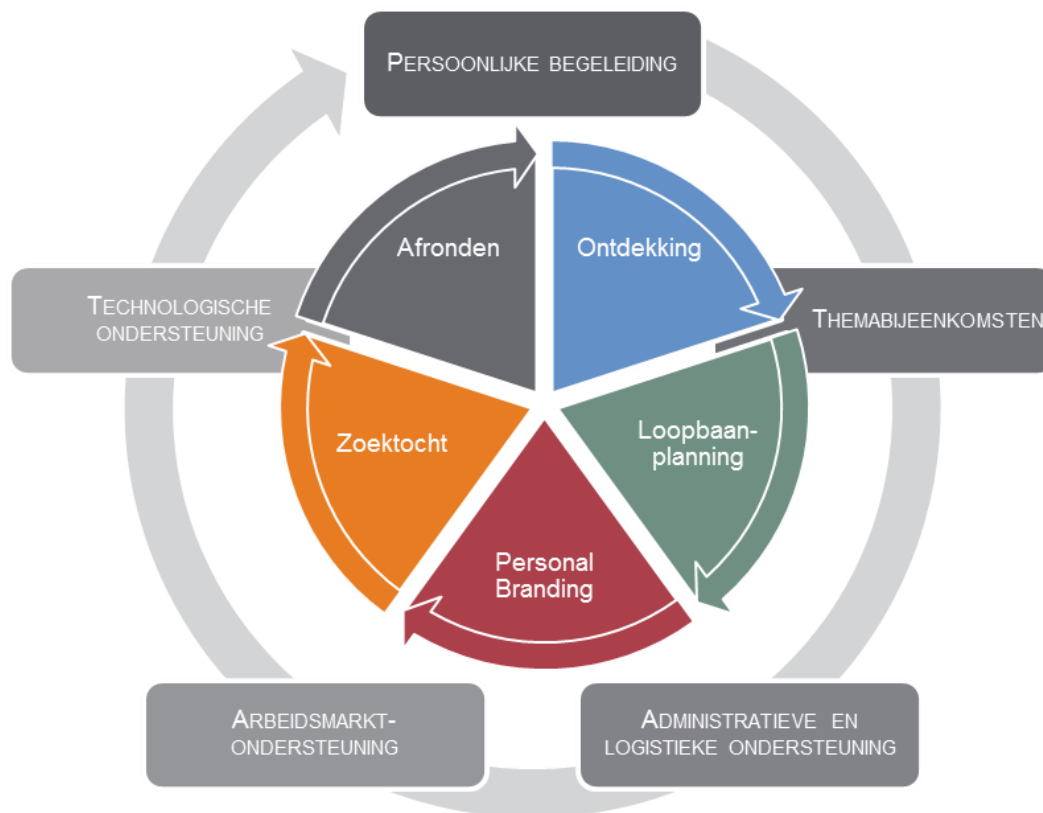 PERSOONLIJKE BEGELEIDING
Afronden
Ontdekking
TECHNOLOGISCHE
ONDERSTEUNING
THEMABIJEENKOMSTEN
Zoektocht
Loopbaan-
planning
Personal
Branding
ARBEIDSMARKT-
ONDERSTEUNING
ADMINISTRATIEVE EN
LOGISTIEKE ONDERSTEUNING